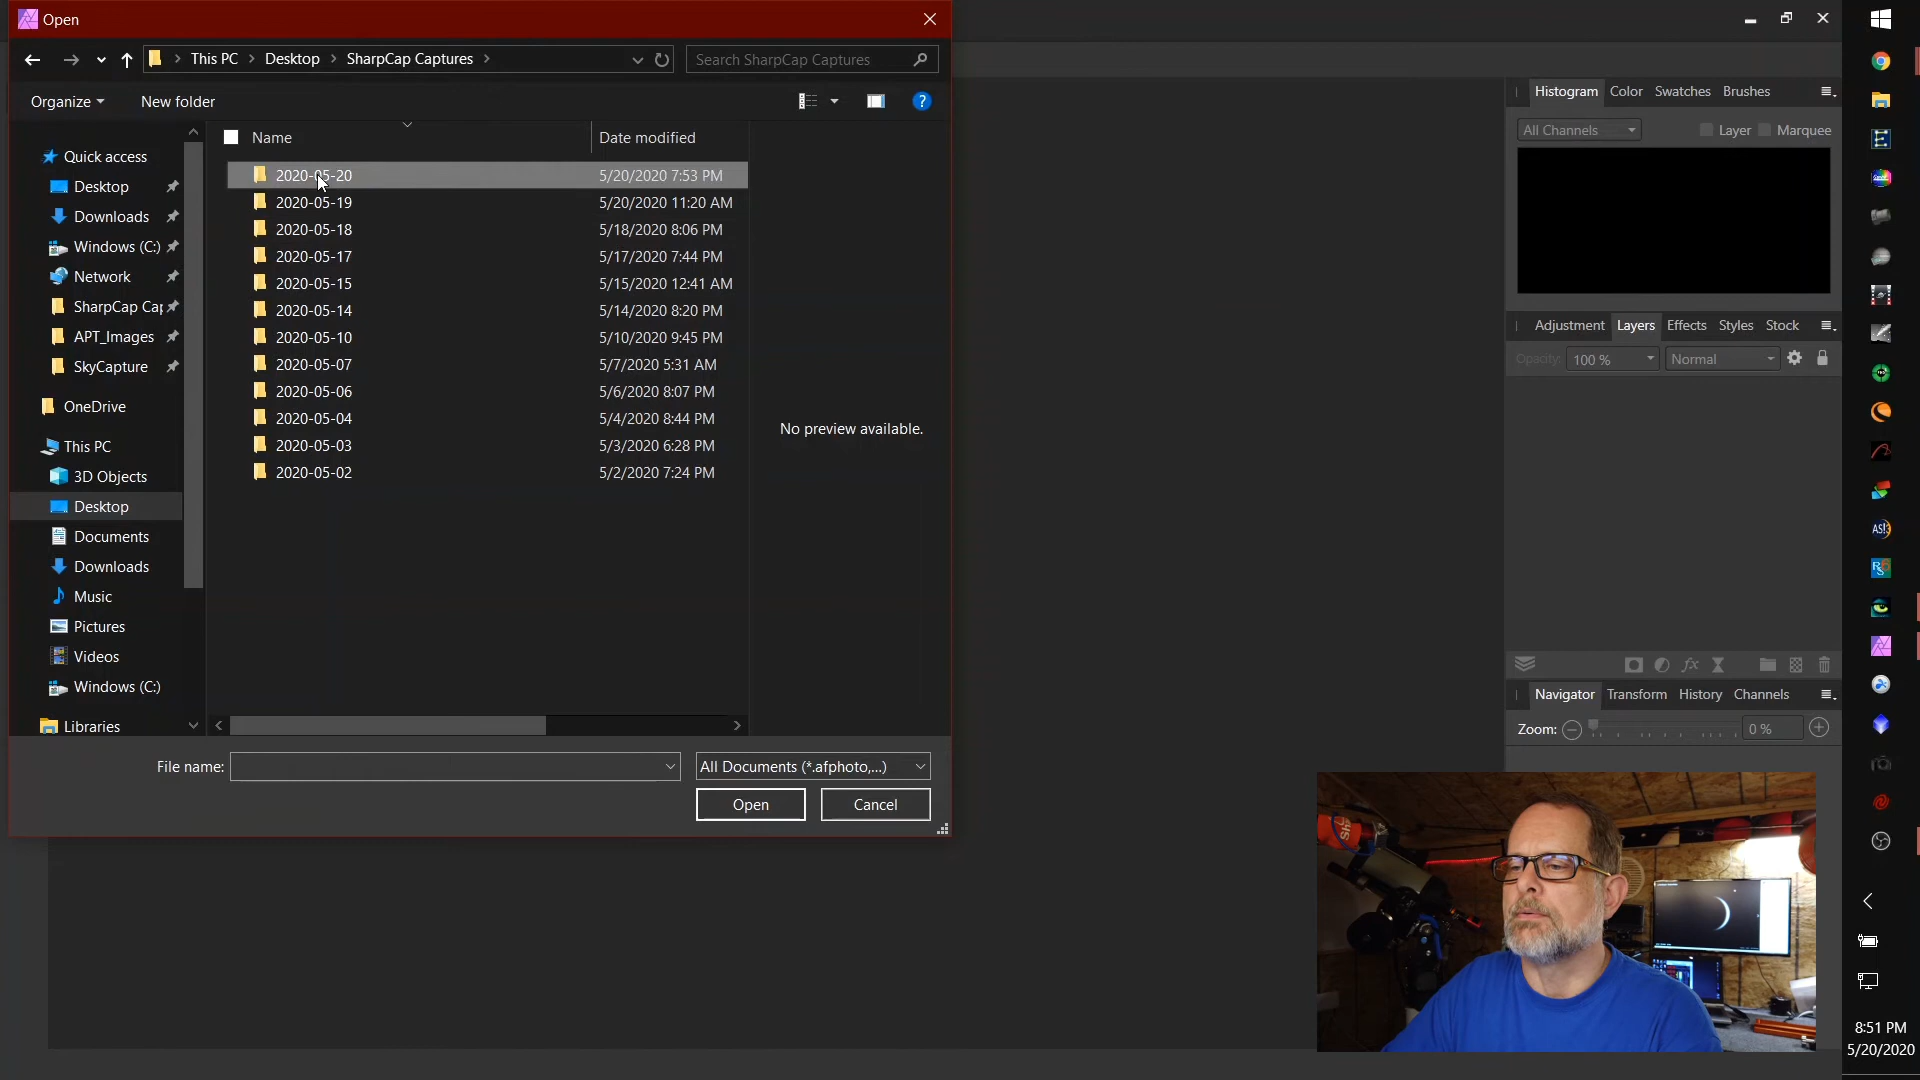 Open
This PC
Desktop
SharpCap Captures
Search SharpCap Captures
Organize
New folder
?
Name
Date modified
Quick access
Desktop
Downloads
Windows (C:)
Network
SharpCap Cap
APT_Images
SkyCapture
OneDrive
This PC
3D Objects
Desktop
Documents
Downloads
Music
Pictures
Videos
Windows (C:)
Libraries
2020-05-20 5/20/2020 7:53 PM
2020-05-19 5/20/2020 11:20 AM
2020-05-18 5/18/2020 8:06 PM
2020-05-17 5/17/2020 7:44 PM
2020-05-15 5/15/2020 12:41 AM
2020-05-14 5/14/2020 8:20 PM
2020-05-10 5/10/2020 9:45 PM
2020-05-07 5/7/2020 5:31 AM
2020-05-06 5/6/2020 8:07 PM
2020-05-04 5/4/2020 8:44 PM
2020-05-03 5/3/2020 6:28 PM
2020-05-02 5/2/2020 7:24 PM
No preview available.
File name:
All Documents (*.afphoto,...)
Open
Cancel
Histogram Color Swatches Brushes
All Channels
Layer
Marquee
Adjustment Layers Effects Styles Stock
Opacity: 100 %
Normal
fx
Navigator Transform History Channels
Zoom:
0 %
8:51 PM
5/20/2020